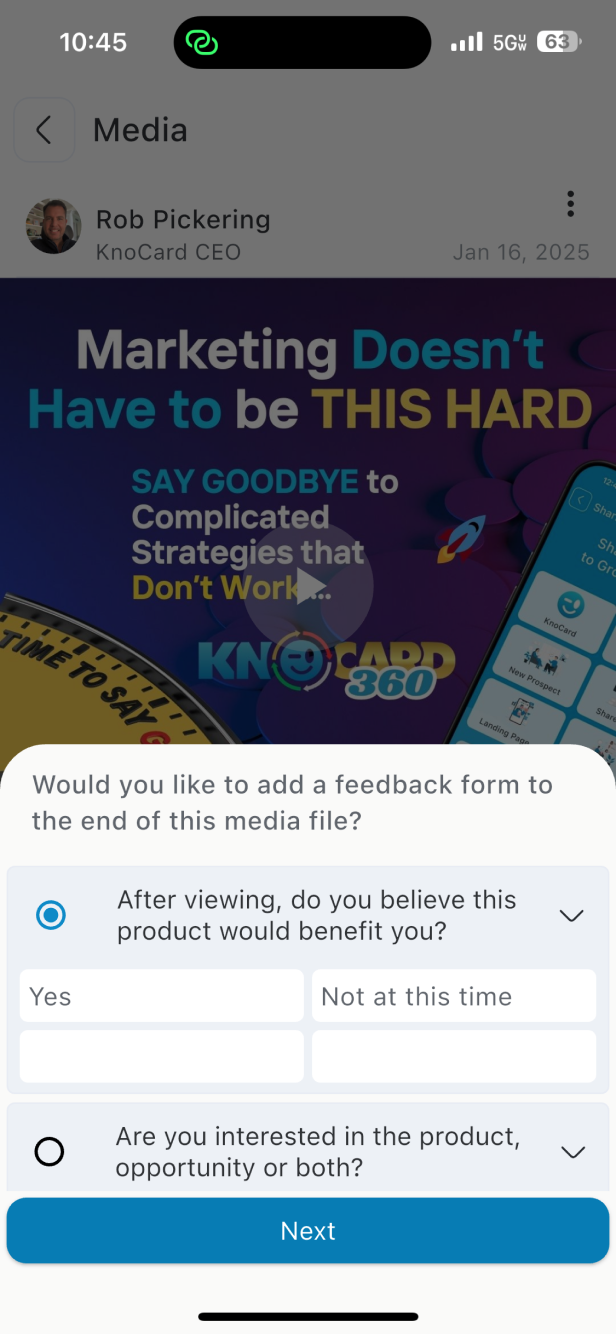 10:45
5GUW
63
Media
Rob Pickering
KnoCard CEO
Jan 16, 2025
Marketing Doesn't
Have to be THIS HARD
SAY GOODBYE to
Complicated
Strategies that
Don't Work...
KNOCARD
360
TIME TO SAY
KnoCard
New Prospect
Landing Page
Would you like to add a feedback form to
the end of this media file?
After viewing, do you believe this
product would benefit you?
Yes
Not at this time
Are you interested in the product,
opportunity or both?
Next